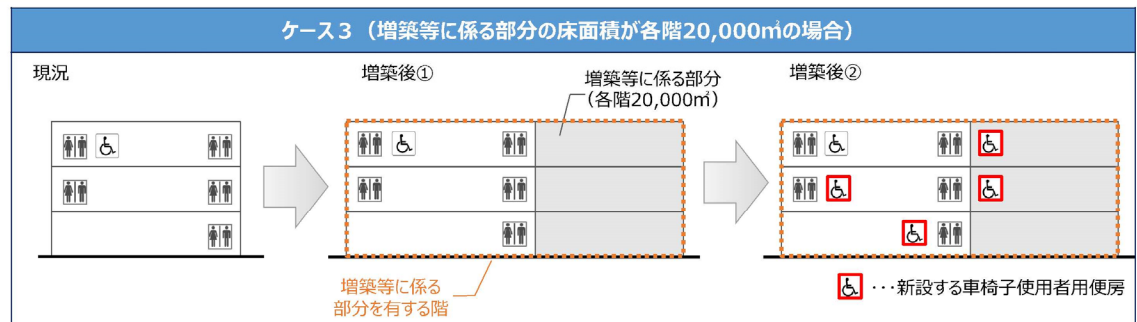 ケース３（増築等に係る部分の床面積が各階20,000㎡の場合）
現況
増築後①
増築等に係る部分
（各階20,000㎡）
増築後②
増築等に係る
部分を有する階
･･･新設する車椅子使用者用便房